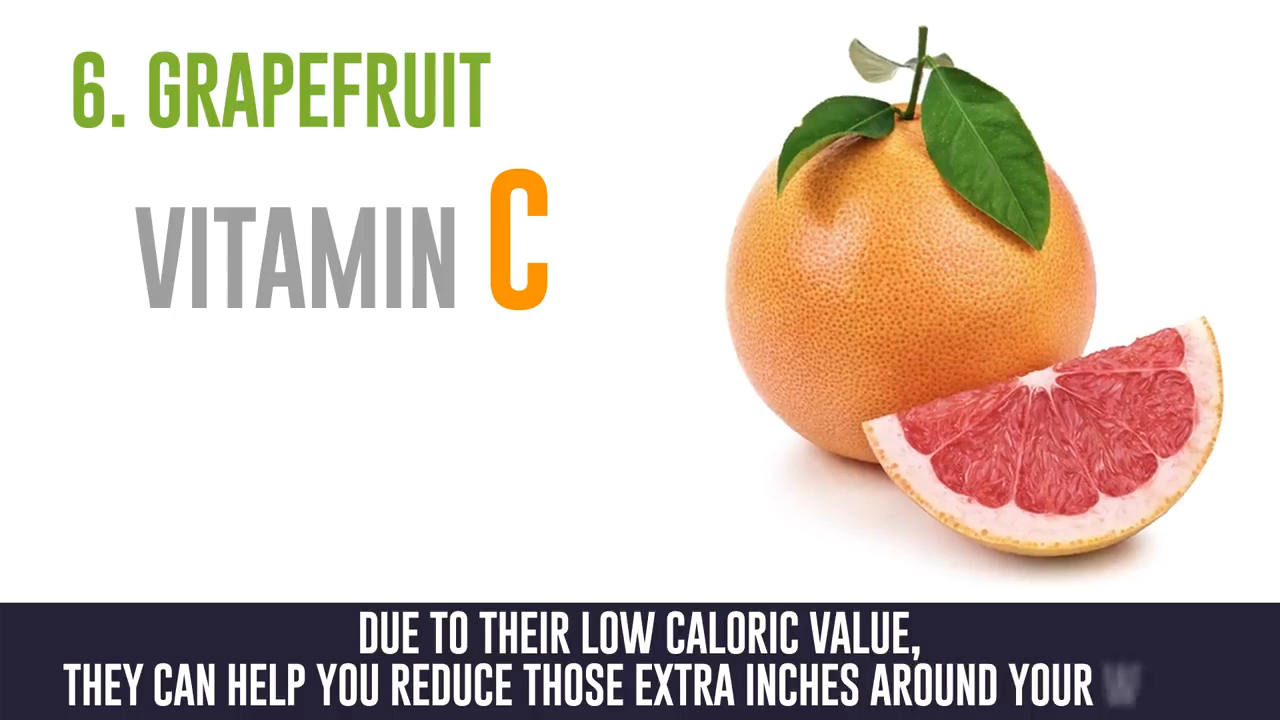 6. GRAPEFRUIT
VITAMIN C
DUE TO THEIR LOW CALORIC VALUE,
THEY CAN HELP YOU REDUCE THOSE EXTRA INCHES AROUND YOUR